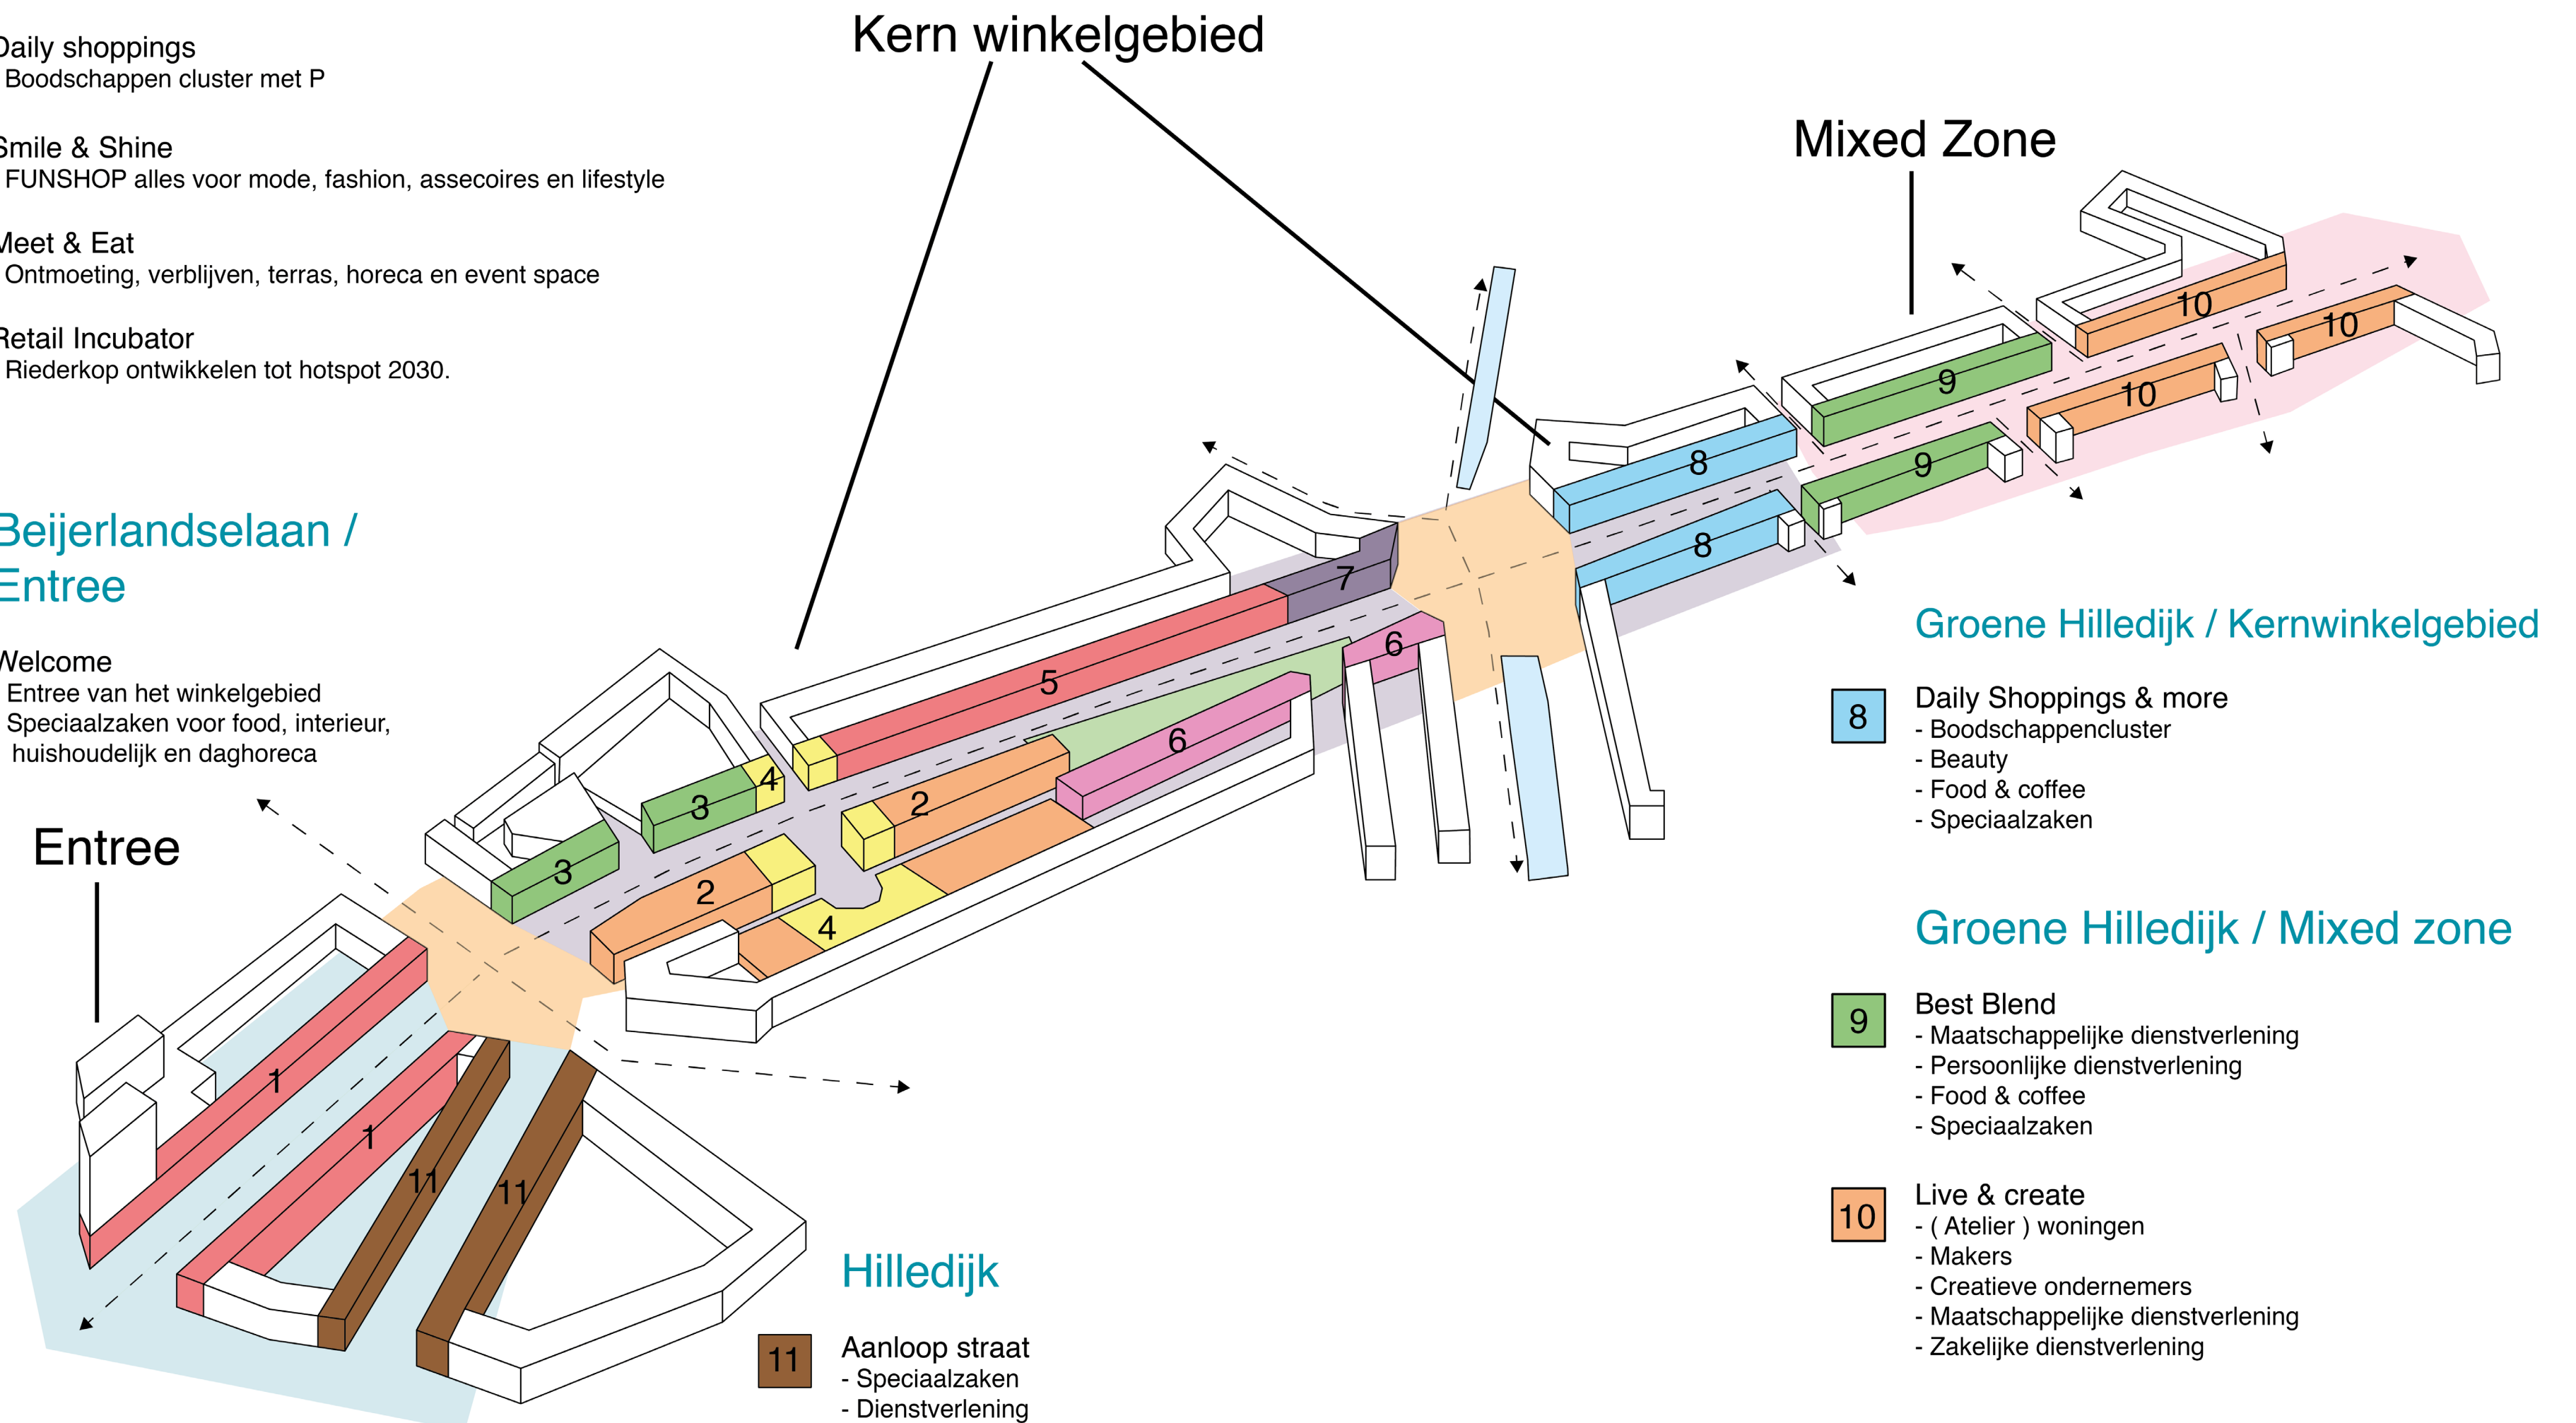 Kern winkelgebied
Daily shoppings
Boodschappen cluster met P
Smile & Shine
FUNSHOP alles voor mode, fashion, assecoires en lifestyle
Meet & Eat
Ontmoeting, verblijven, terras, horeca en event space
Retail Incubator
Riederkop ontwikkelen tot hotspot 2030.
Mixed Zone
Beijerlandselaan /
Entree
Welcome
Entree van het winkelgebied
Speciaalzaken voor food, interieur,
huishoudelijk en daghoreca
Entree
10
10
9
10
8
9
8
7
6
5
6
4
3
2
3
2
4
1
1
11
11
Groene Hilledijk / Kernwinkelgebied
8 Daily Shoppings & more
- Boodschappencluster
- Beauty
- Food & coffee
- Speciaalzaken
Groene Hilledijk / Mixed zone
9 Best Blend
- Maatschappelijke dienstverlening
- Persoonlijke dienstverlening
- Food & coffee
- Speciaalzaken
10 Live & create
- ( Atelier ) woningen
- Makers
- Creatieve ondernemers
- Maatschappelijke dienstverlening
- Zakelijke dienstverlening
Hilledijk
11 Aanloop straat
- Speciaalzaken
- Dienstverlening